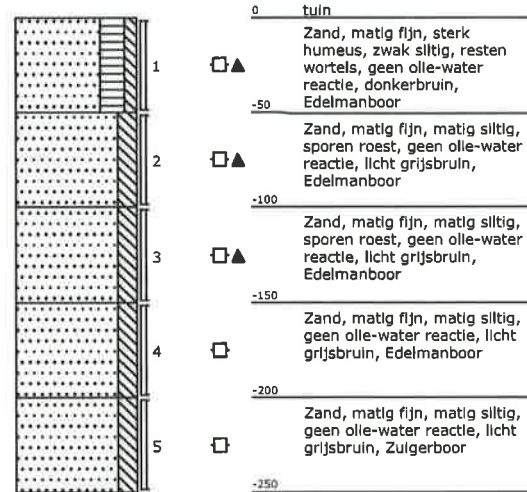 0 tuin
1
Zand, matig fijn, sterk
humeus, zwak siltig, resten
wortels, geen olie-water
reactie, donkerbruin,
Edelmanboor
-50
2
Zand, matig fijn, matig siltig,
sporen roest, geen olie-water
reactie, licht grijsbruin,
Edelmanboor
-100
3
Zand, matig fijn, matig siltig,
sporen roest, geen olie-water
reactie, licht grijsbruin,
Edelmanboor
-150
4
Zand, matig fijn, matig siltig,
geen olie-water reactie, licht
grijsbruin, Edelmanboor
-200
5
Zand, matig fijn, matig siltig,
geen olie-water reactie, licht
grijsbruin, Zuigerboor
-250